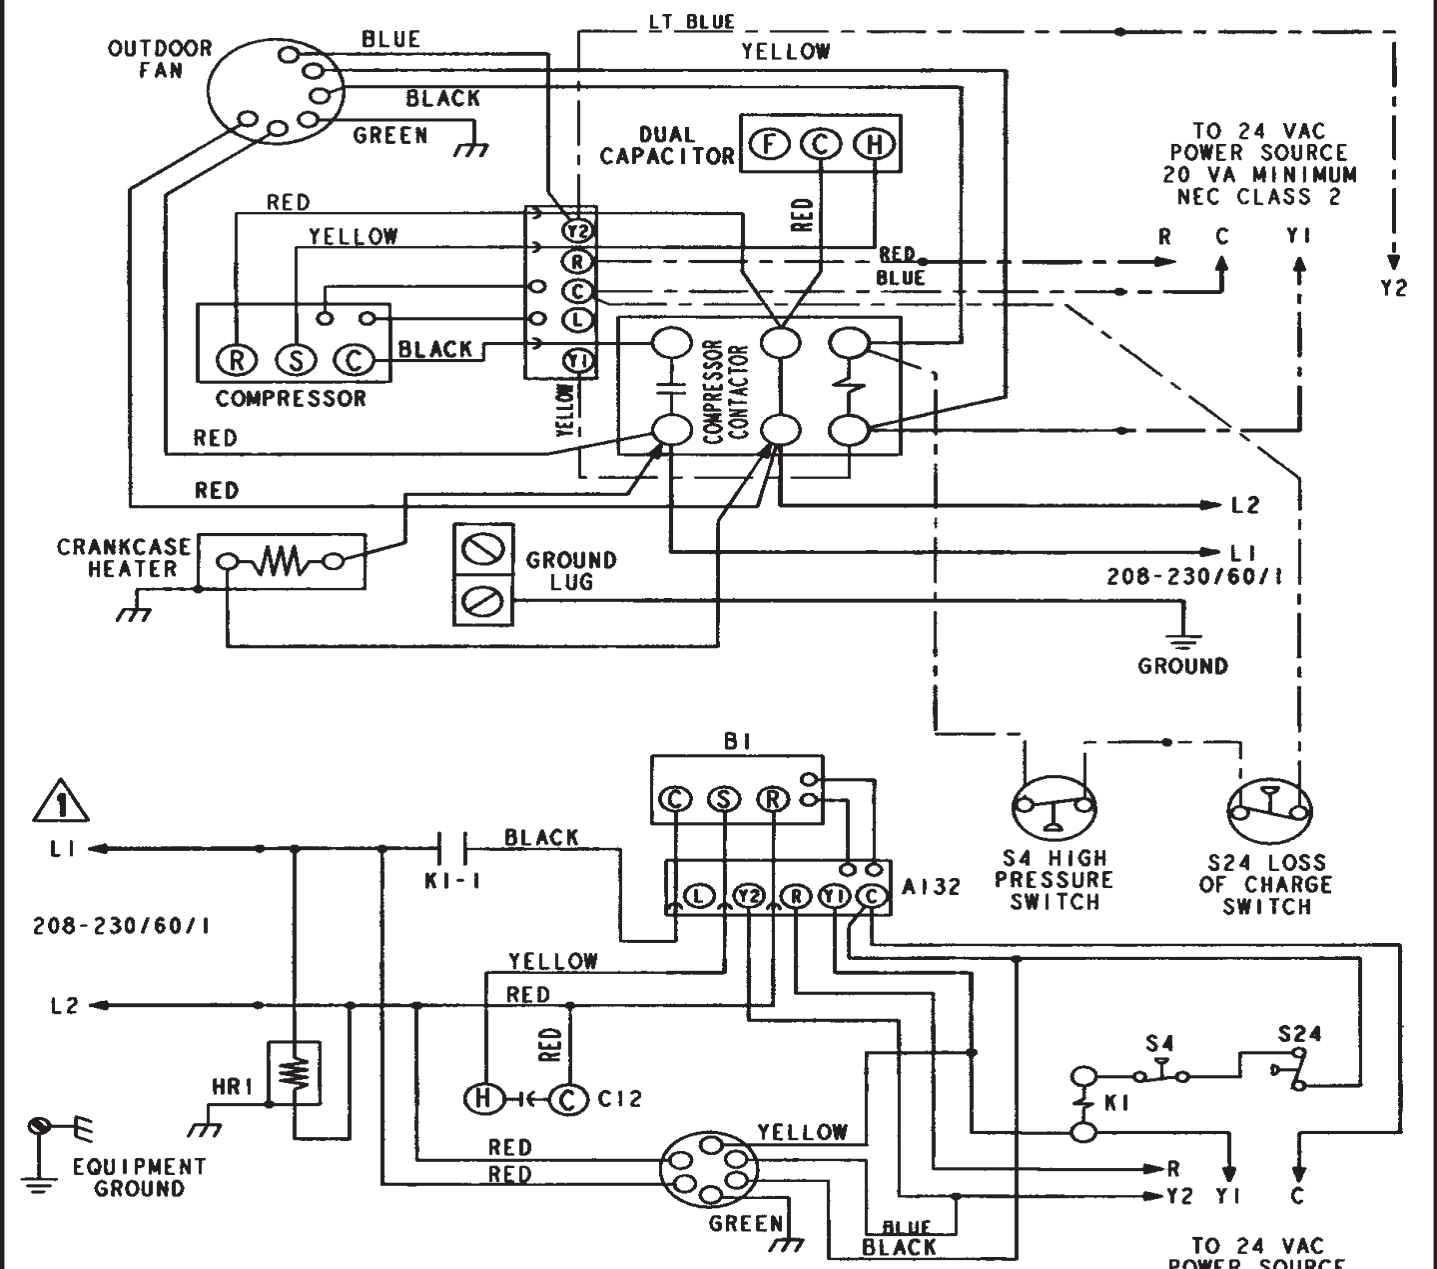 LT BLUE
BLUE
OUTDOOR
FAN
YELLOW
BLACK
GREEN
DUAL
CAPACITOR
F C H
TO 24 VAC
POWER SOURCE
20 VA MINIMUM
NEC CLASS 2
RED
RED
YELLOW
Y2
R
C
L
Y1
RED
BLUE
R C Y1
Y2
R S C
BLACK
COMPRESSOR
COMPRESSOR
CONTACTOR
YELLOW
RED
RED
L2
L1
208-230/60/1
CRANKCASE
HEATER
GROUND
LUG
GROUND
B1
C S R
1
L1
BLACK
K1-1
L Y2 R Y1 C
A132
S4 HIGH
PRESSURE
SWITCH
S24 LOSS
OF CHARGE
SWITCH
208-230/60/1
YELLOW
L2
RED
RED
S4
S24
HR1
H C C12
K1
YELLOW
RED
RED
EQUIPMENT
GROUND
R
Y2 Y1 C
GREEN
BLUE
BLACK
TO 24 VAC
POWER SOURCE